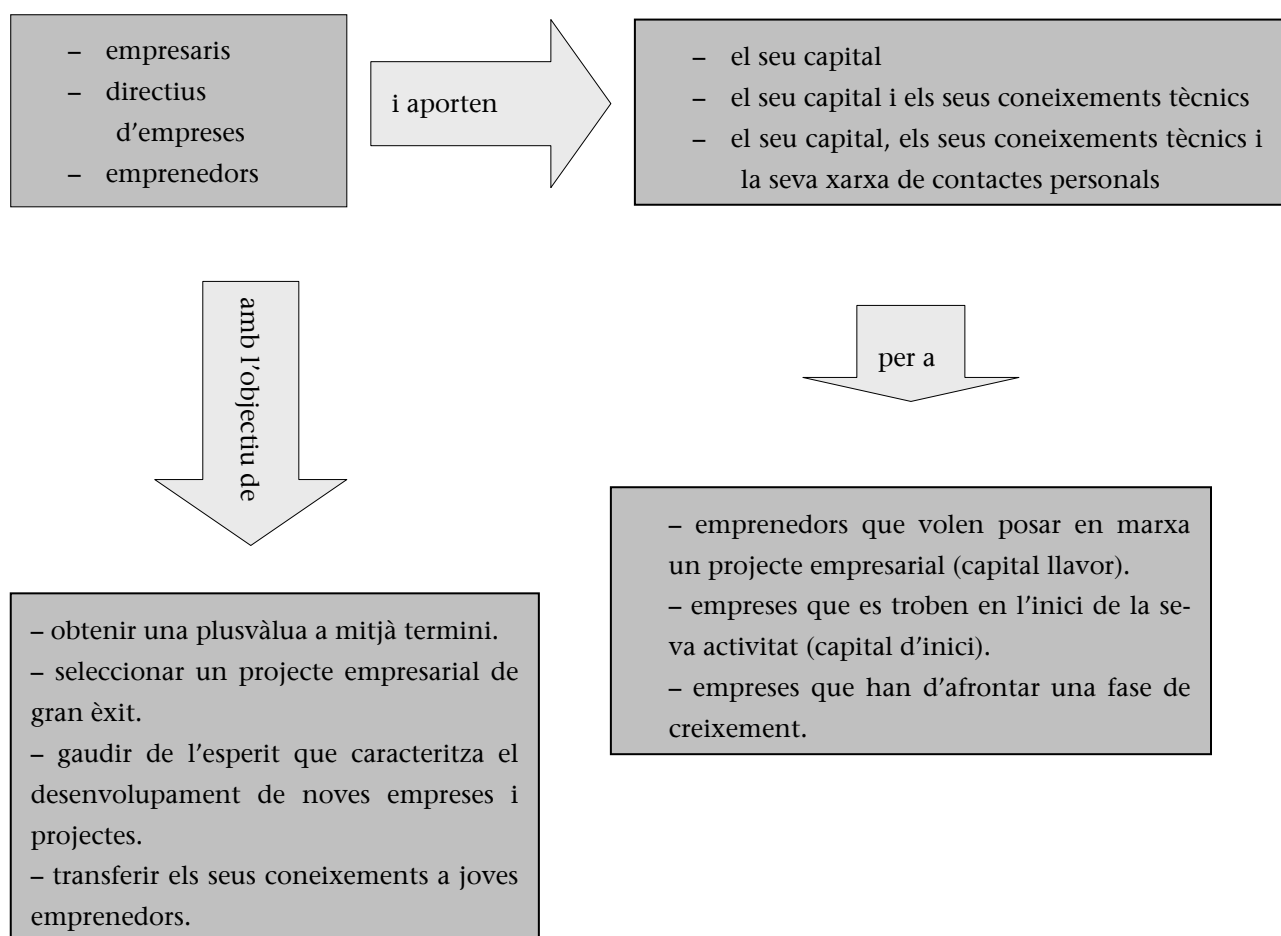 – empresaris
– directius
d'empreses
– emprenedors
i aporten
– el seu capital
– el seu capital i els seus coneixements tècnics
– el seu capital, els seus coneixements tècnics i
la seva xarxa de contactes personals
amb l'objectiu de
per a
– obtenir una plusvàlua a mitjà termini.
– seleccionar un projecte empresarial de
gran èxit.
– gaudir de l'esperit que caracteritza el
desenvolupament de noves empreses i
projectes.
– transferir els seus coneixements a joves
emprenedors.
– emprenedors que volen posar en marxa
un projecte empresarial (capital llavor).
– empreses que es troben en l'inici de la se-
va activitat (capital d'inici).
– empreses que han d'afrontar una fase de
creixement.